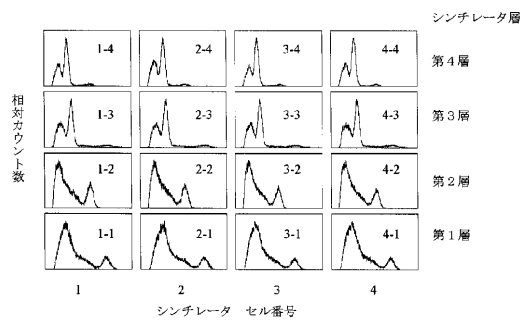 シンチレータ層
1-4 2-4 3-4 4-4 第4層
1-3 2-3 3-3 4-3 第3層
相対カウント数
1-2 2-2 3-2 4-2 第2層
1-1 2-1 3-1 4-1 第1層
1 2 3 4
シンチレータ セル番号